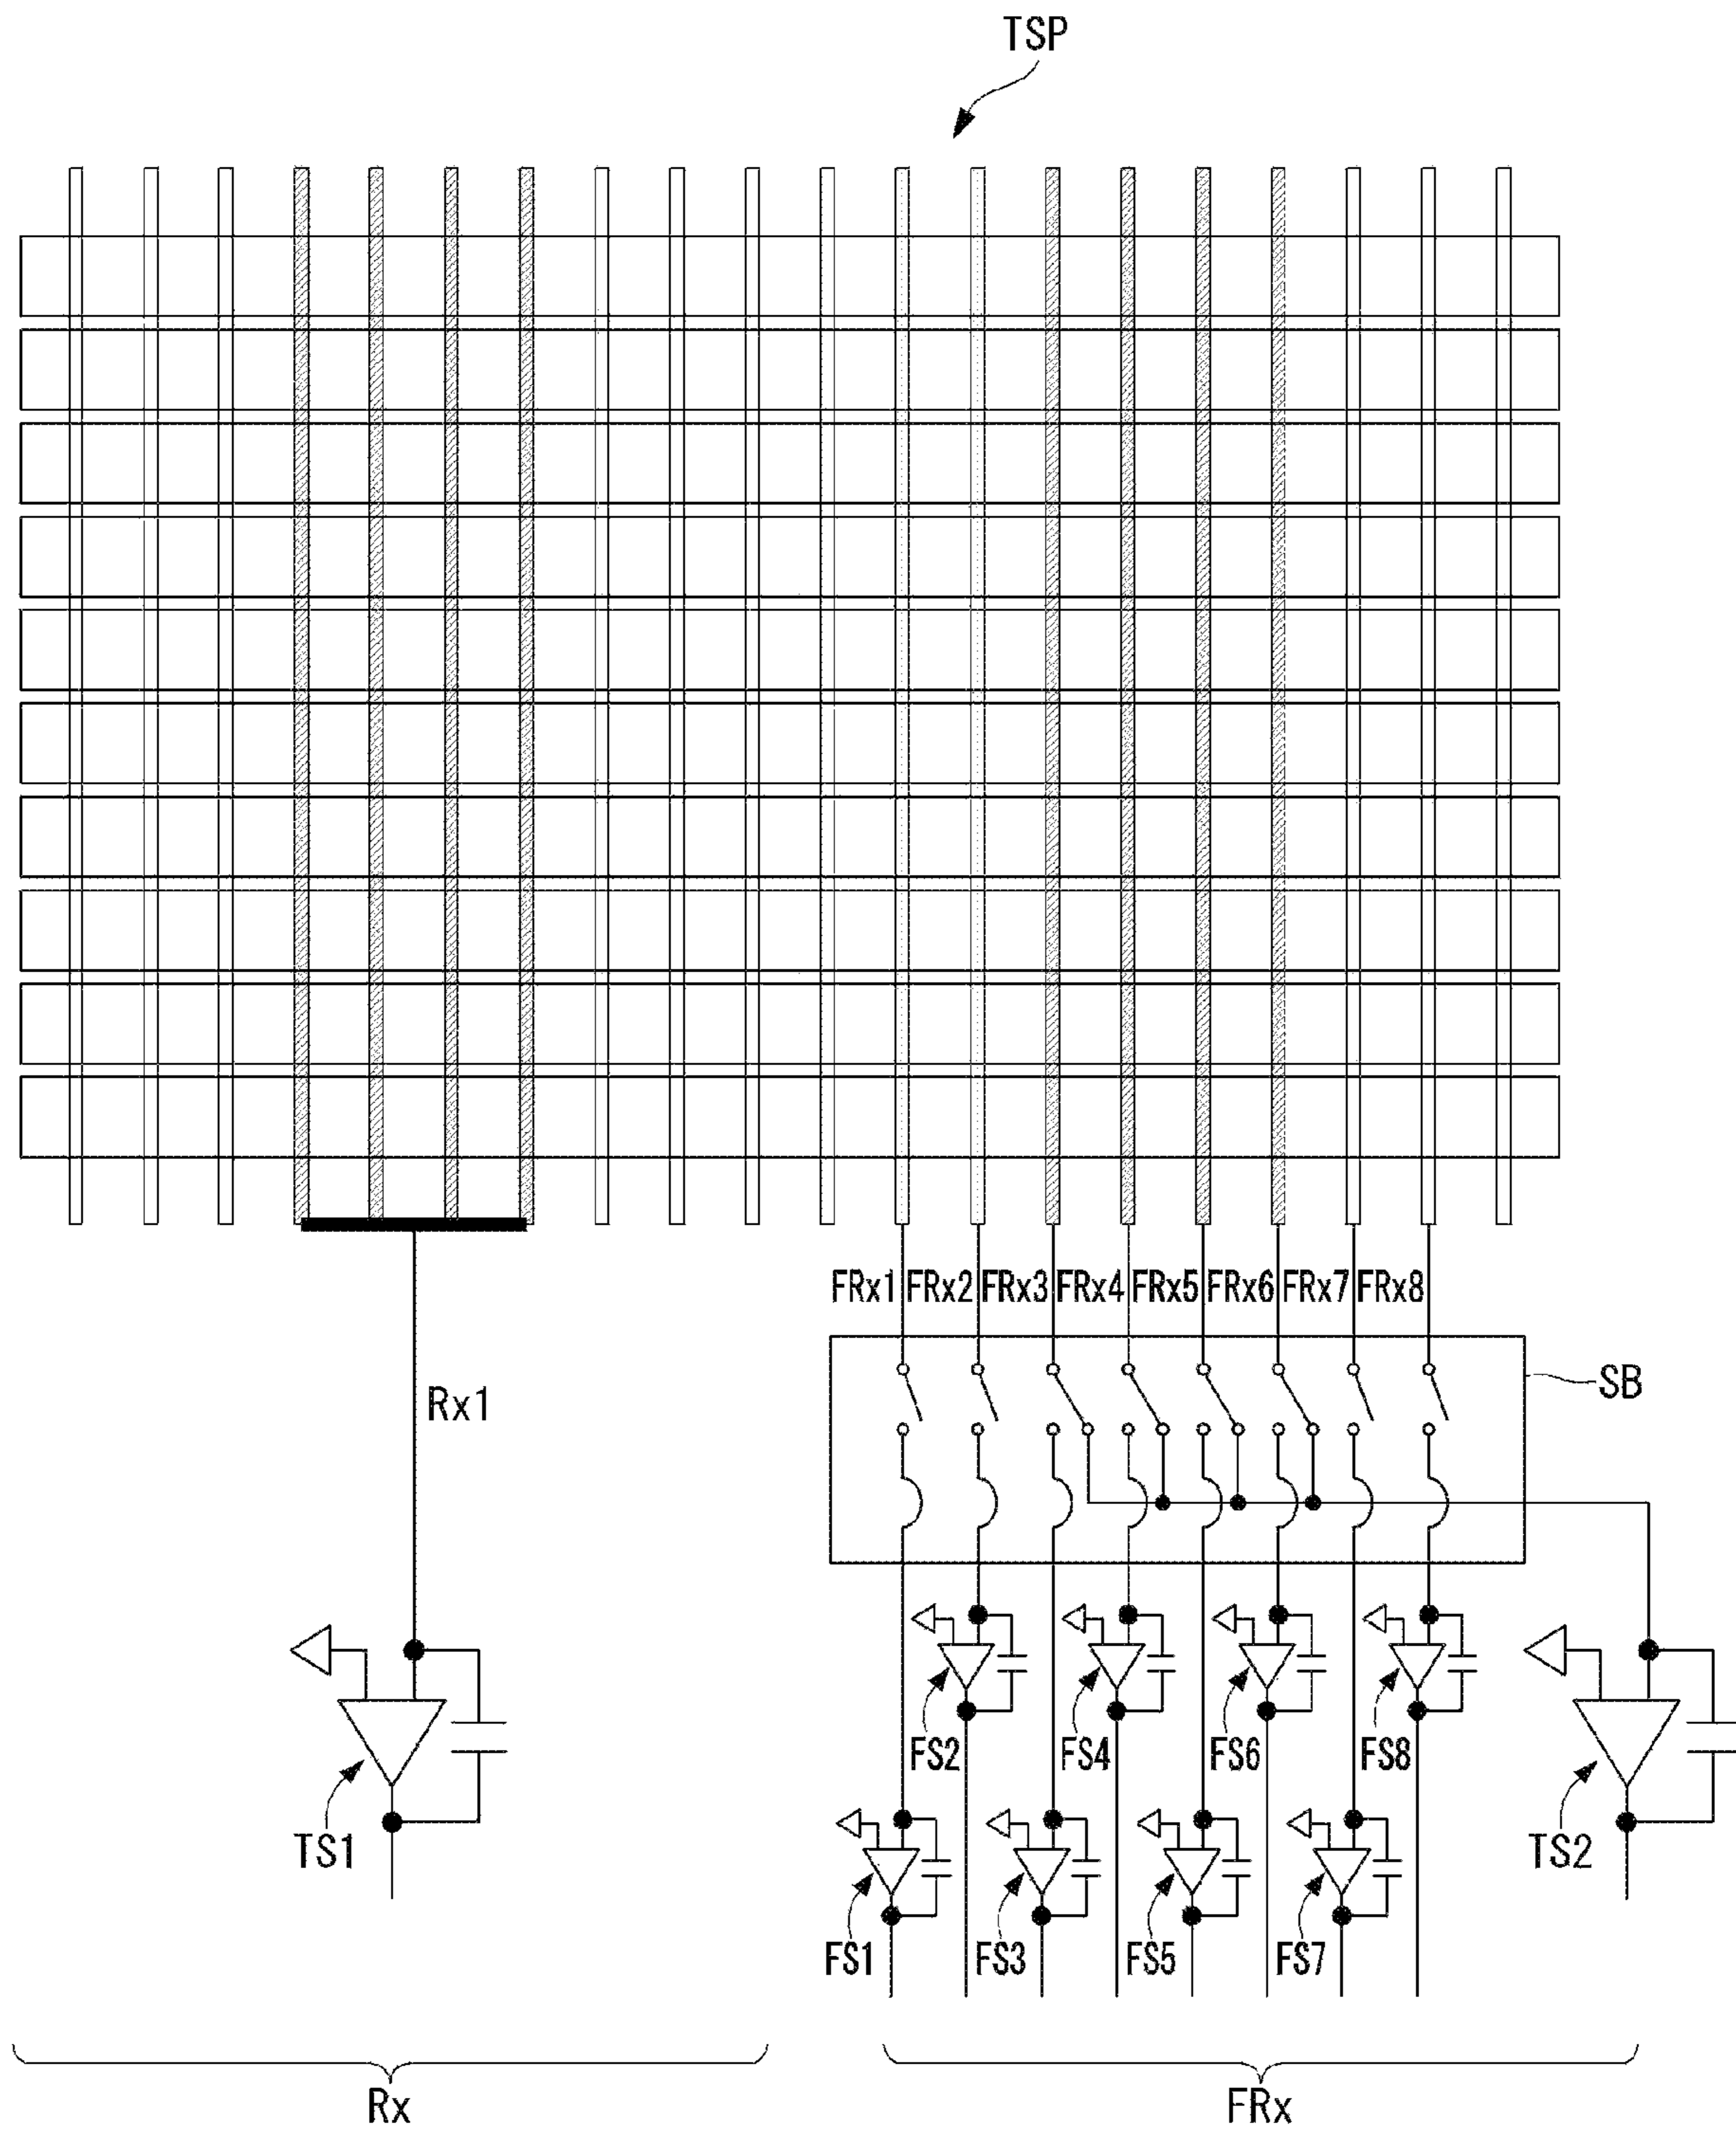 TSP
FRx1 FRx2 FRx3 FRx4 FRx5 FRx6 FRx7 FRx8
SB
Rx1
FS2 FS4 FS6 FS8
TS1
TS2
FS1 FS3 FS5 FS7
Rx
FRx